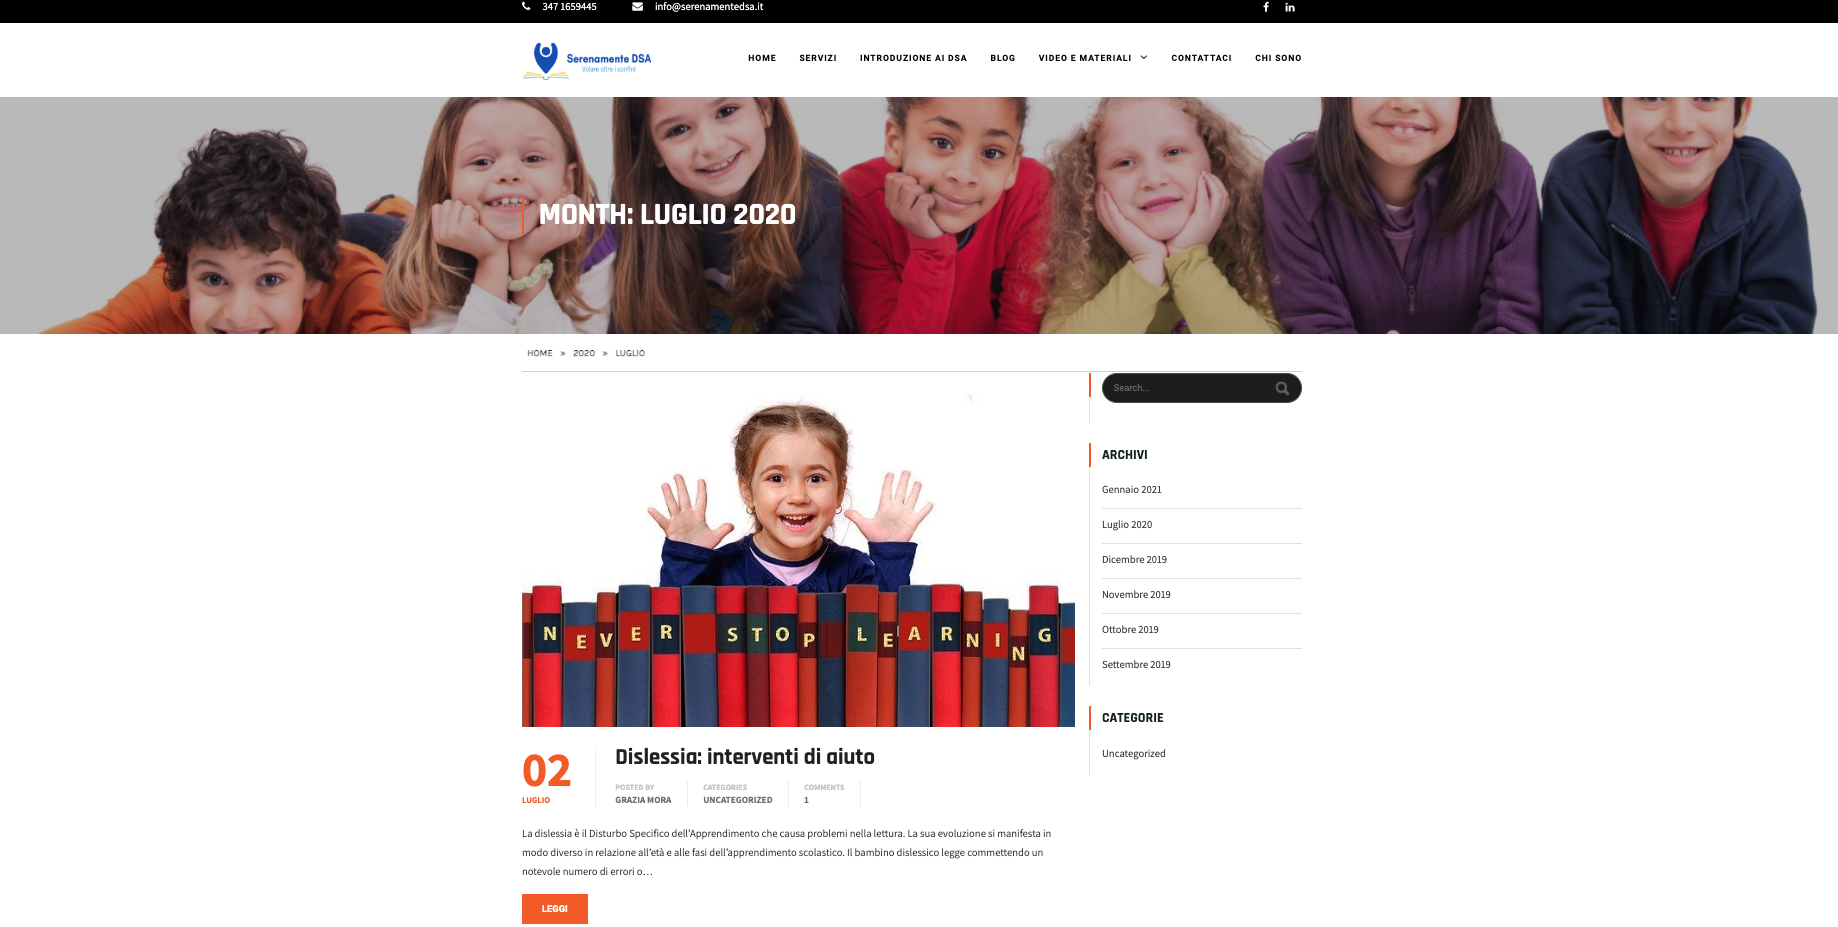 347 1659445 info@serenamentedsa.it
Serenamente DSA
Volare oltre i confini
HOME SERVIZI INTRODUZIONE AI DSA BLOG VIDEO E MATERIALI CONTATTACI CHI SONO
MONTH: LUGLIO 2020
HOME » 2020 » LUGLIO
Search...
NEVER STOP LEARNING
ARCHIVI
Gennaio 2021
Luglio 2020
Dicembre 2019
Novembre 2019
Ottobre 2019
Settembre 2019
CATEGORIE
Uncategorized
02
LUGLIO
Dislessia: interventi di aiuto
POSTED BY
GRAZIA MORA
CATEGORIES
UNCATEGORIZED
COMMENTS
1
La dislessia è il Disturbo Specifico dell'Apprendimento che causa problemi nella lettura. La sua evoluzione si manifesta in
modo diverso in relazione all'età e alle fasi dell'apprendimento scolastico. Il bambino dislessico legge commettendo un
notevole numero di errori o…
LEGGI